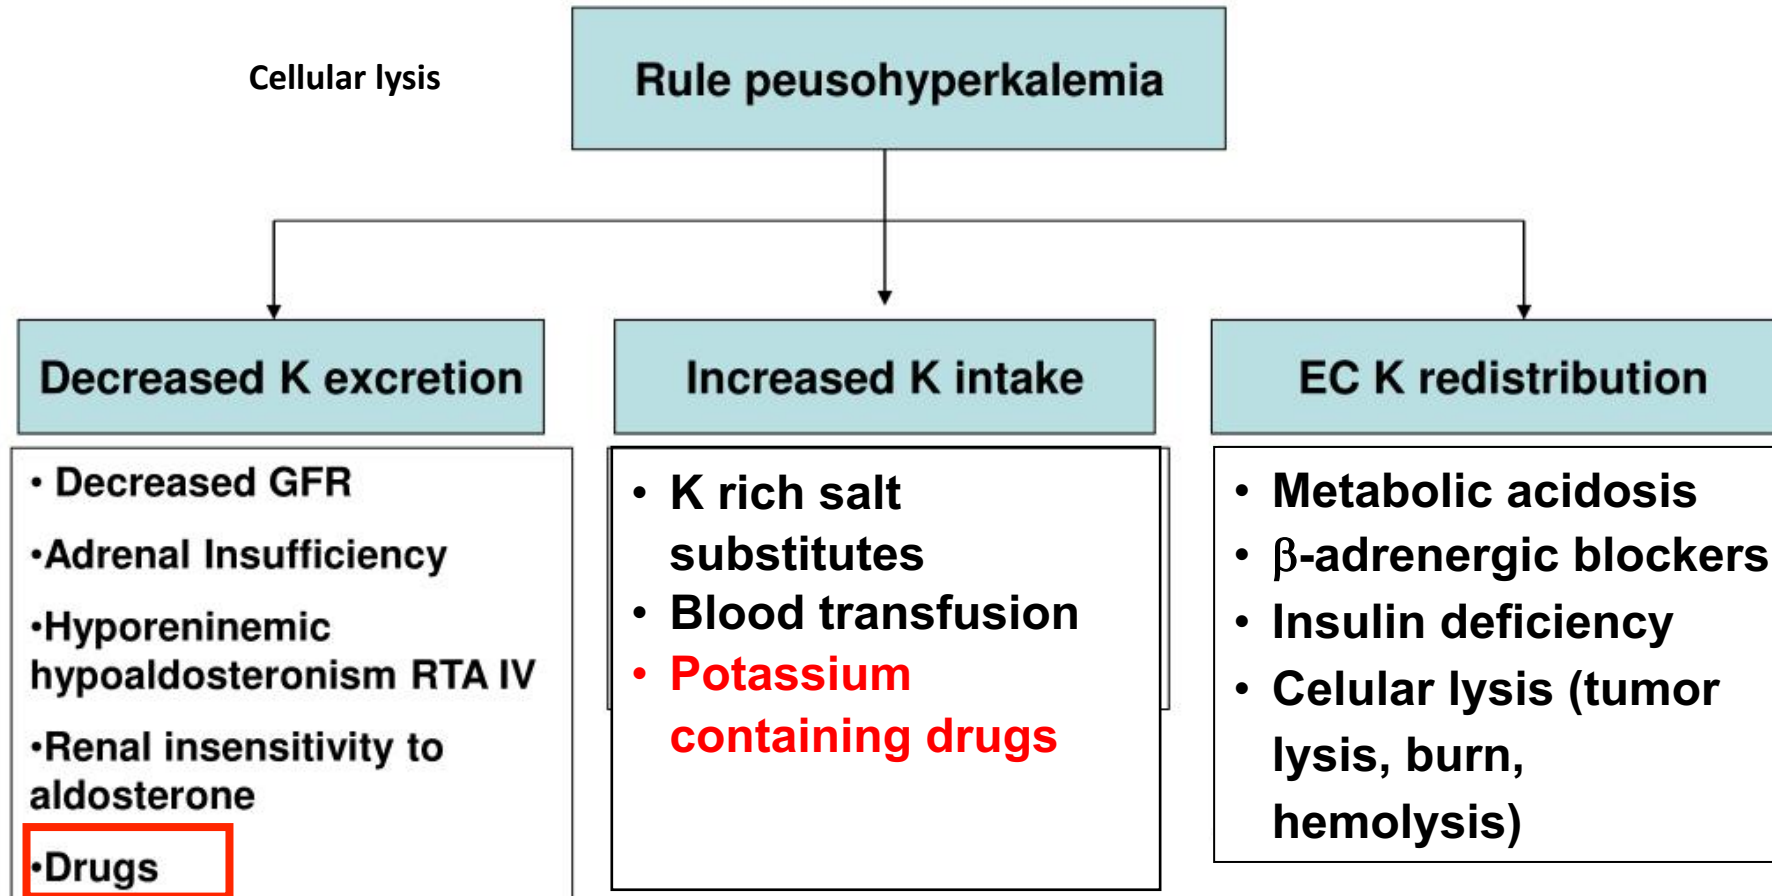 Cellular lysis
Rule peusohyperkalemia
Decreased K excretion
• Decreased GFR
•Adrenal Insufficiency
•Hyporeninemic
hypoaldosteronism RTA IV
•Renal insensitivity to
aldosterone
•Drugs
Increased K intake
• K rich salt
substitutes
• Blood transfusion
• Potassium
containing drugs
EC K redistribution
• Metabolic acidosis
• β-adrenergic blockers
• Insulin deficiency
• Celular lysis (tumor
lysis, burn,
hemolysis)